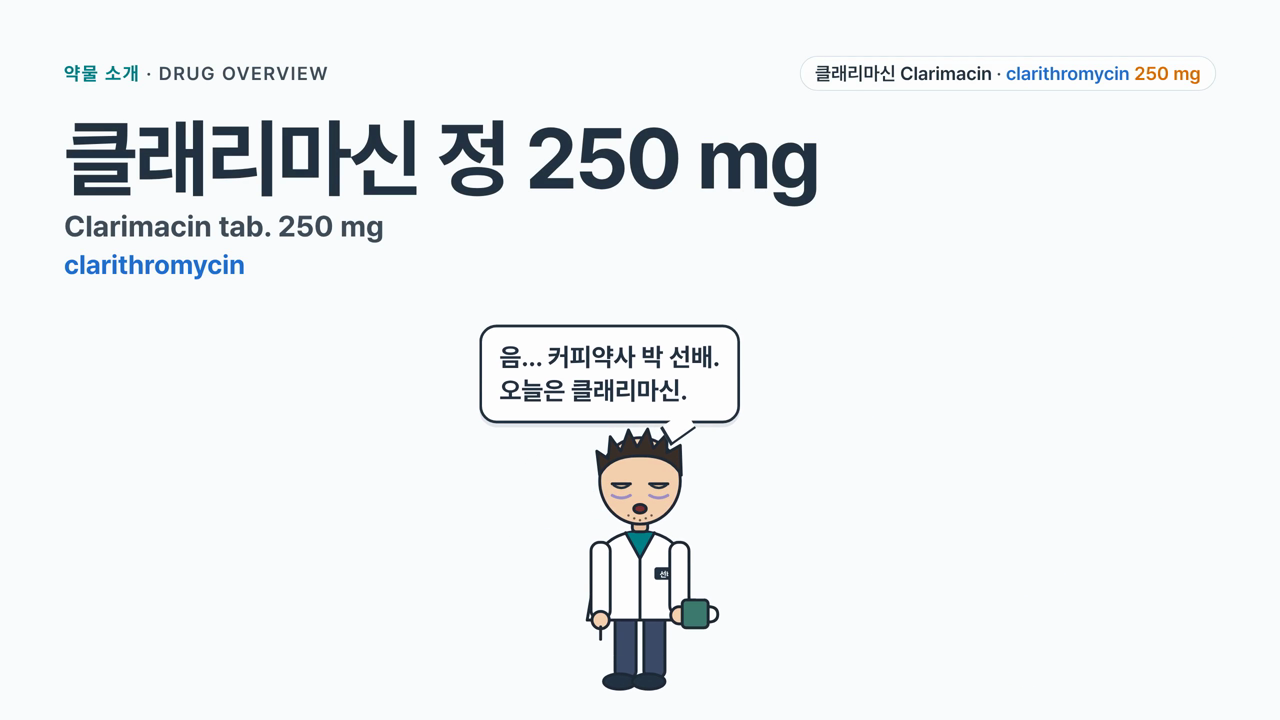 약물 소개 · DRUG OVERVIEW
클래리마신 Clarimacin · clarithromycin 250 mg
클래리마신 정 250 mg
Clarimacin tab. 250 mg
clarithromycin
음... 커피약사 박 선배.
오늘은 클래리마신.